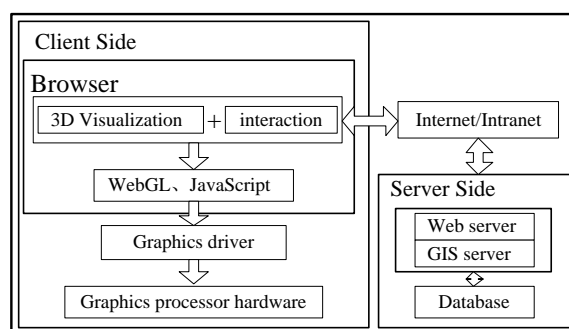 Client Side
Browser
3D Visualization + interaction
WebGL、JavaScript
Graphics driver
Graphics processor hardware
Internet/Intranet
Server Side
Web server
GIS server
Database